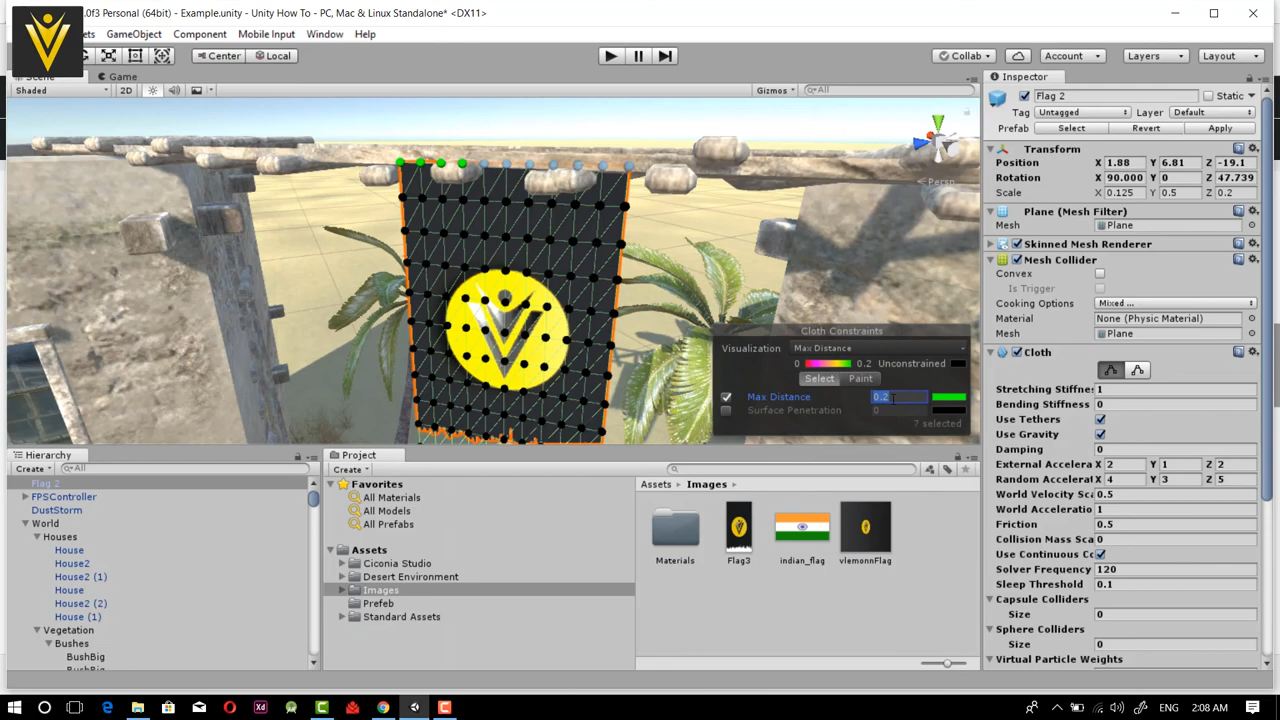 .0f3 Personal (64bit) - Example.unity - Unity How To - PC, Mac & Linux Standalone* <DX11>
ets GameObject Component Mobile Input Window Help
Center Local Collab Account Layers Layout
Scene Game
Shaded 2D Gizmos All
Persp
Cloth Constraints
Visualization Max Distance
0 0.2 Unconstrained
Select Paint
Max Distance 0.2
Surface Penetration 0
7 selected
Inspector
Flag 2 Static
Tag Untagged Layer Default
Prefab Select Revert Apply
Transform
Position X 1.88 Y 6.81 Z -19.1
Rotation X 90.000 Y 0 Z 47.739
Scale X 0.125 Y 0.5 Z 0.2
Plane (Mesh Filter)
Mesh Plane
Skinned Mesh Renderer
Mesh Collider
Convex
Is Trigger
Cooking Options Mixed ...
Material None (Physic Material)
Mesh Plane
Cloth
Stretching Stiffnes 1
Bending Stiffness 0
Use Tethers
Use Gravity
Damping 0
External Accelera X 2 Y 1 Z 2
Random Accelerat X 4 Y 3 Z 5
World Velocity Sca 0.5
World Acceleratio 1
Friction 0.5
Collision Mass Sca 0
Use Continuous Co
Solver Frequency 120
Sleep Threshold 0.1
Capsule Colliders
Size 0
Sphere Colliders
Size 0
Virtual Particle Weights
Hierarchy
Create All
Flag 2
FPSController
DustStorm
World
Houses
House
House2
House2 (1)
House
House2 (2)
House (1)
Vegetation
Bushes
BushBig
BushBig
Project
Create
Favorites
All Materials
All Models
All Prefabs
Assets
Ciconia Studio
Desert Environment
Images
Prefeb
Standard Assets
Assets Images
Materials Flag3 indian_flag vlemonnFlag
Xd
ENG 2:08 AM